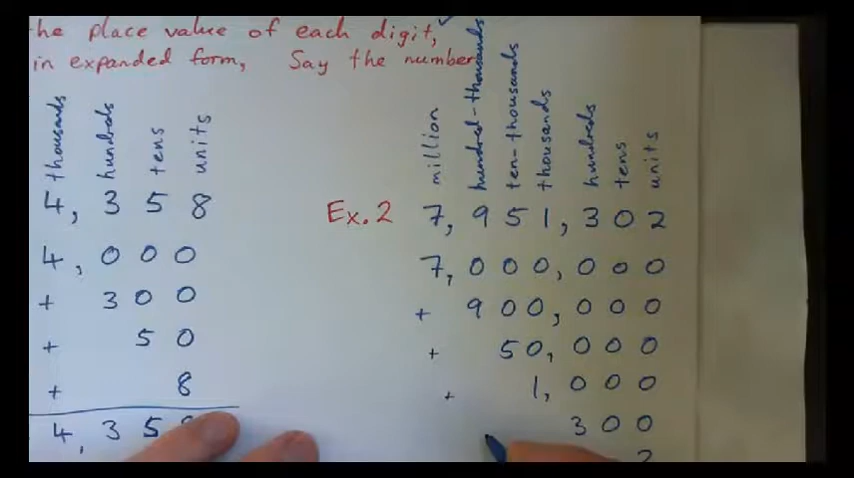 he place value of each digit,
in expanded form, Say the number
thousands hundreds tens units
4, 3 5 8
4, 0 0 0
+ 3 0 0
+ 5 0
+ 8
4, 3 5
million hundred-thousands ten-thousands thousands hundreds tens units
Ex. 2 7, 9 5 1, 3 0 2
7, 0 0 0, 0 0 0
+ 9 0 0, 0 0 0
+ 5 0, 0 0 0
+ 1, 0 0 0
3 0 0
2